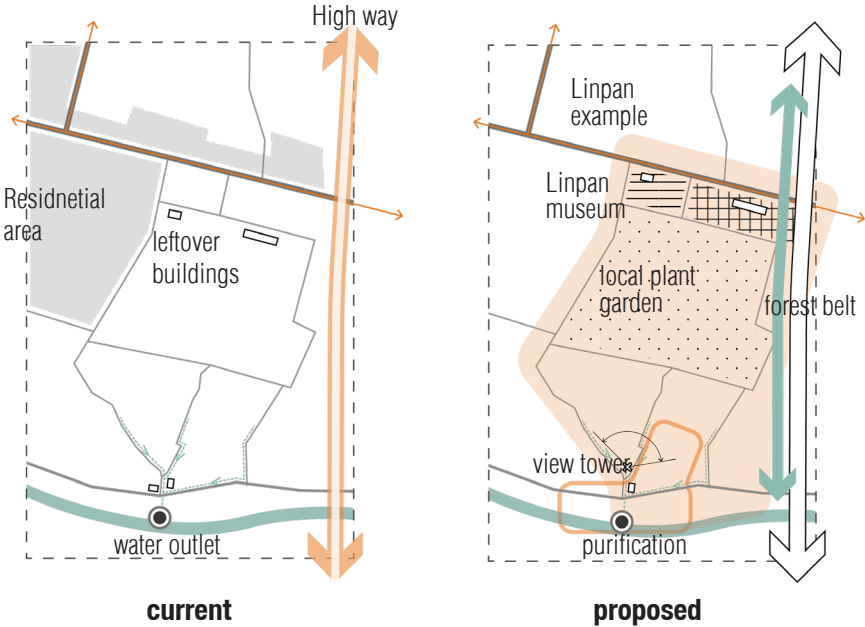 High way
Residnetial
area
leftover
buildings
water outlet
current
Linpan
example
Linpan
museum
local plant
garden
forest belt
view tower
purification
proposed